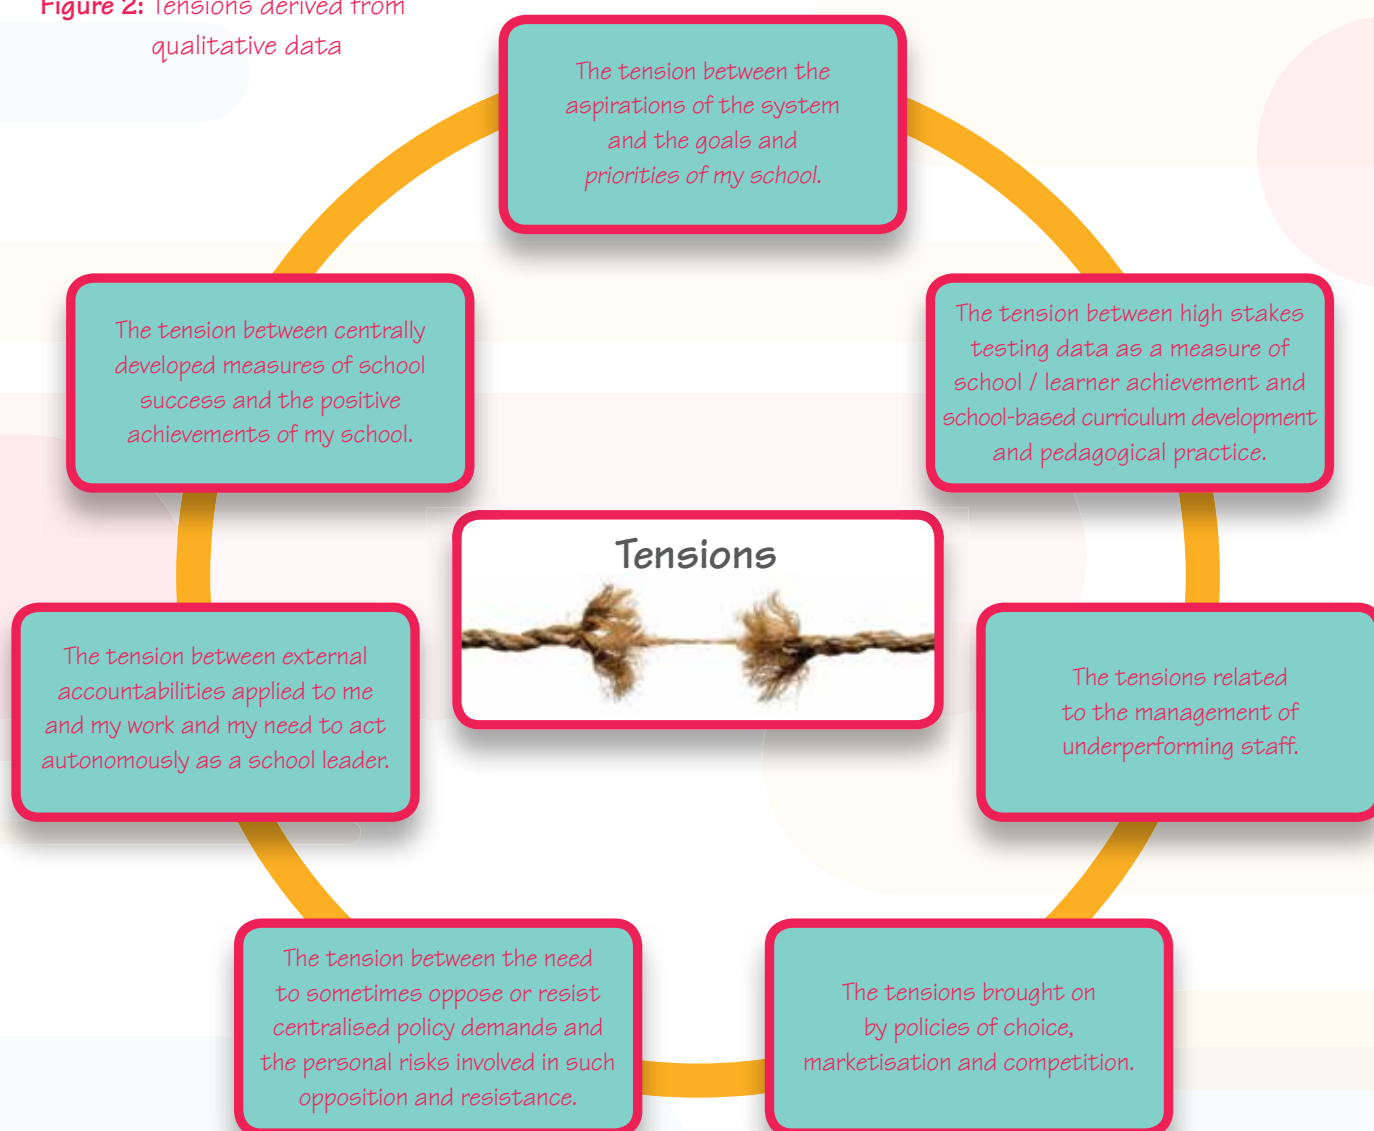 Figure 2: Tensions derived from
qualitative data
The tension between the
aspirations of the system
and the goals and
priorities of my school.
The tension between centrally
developed measures of school
success and the positive
achievements of my school.
The tension between high stakes
testing data as a measure of
school / learner achievement and
school-based curriculum development
and pedagogical practice.
Tensions
The tension between external
accountabilities applied to me
and my work and my need to act
autonomously as a school leader.
The tensions related
to the management of
underperforming staff.
The tension between the need
to sometimes oppose or resist
centralised policy demands and
the personal risks involved in such
opposition and resistance.
The tensions brought on
by policies of choice,
marketisation and competition.